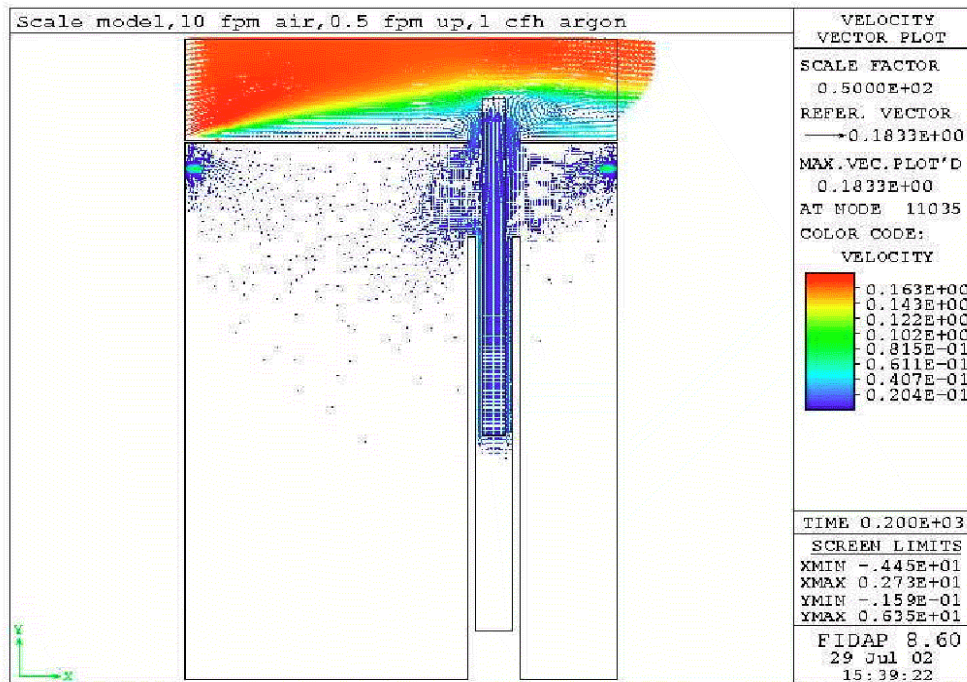 Scale model,10 fpm air,0.5 fpm up,1 cfh argon
VELOCITY
VECTOR PLOT
SCALE FACTOR
0.5000E+02
REFER. VECTOR
0.1833E+00
MAX.VEC.PLOT'D
0.1833E+00
AT NODE 11035
COLOR CODE:
VELOCITY
0.163E+00
0.143E+00
0.122E+00
0.102E+00
0.815E-01
0.611E-01
0.407E-01
0.204E-01
TIME 0.200E+03
SCREEN LIMITS
XMIN -.445E+01
XMAX 0.273E+01
YMIN -.159E-01
YMAX 0.635E+01
FIDAP 8.60
29 Jul 02
15:39:22
Y
X